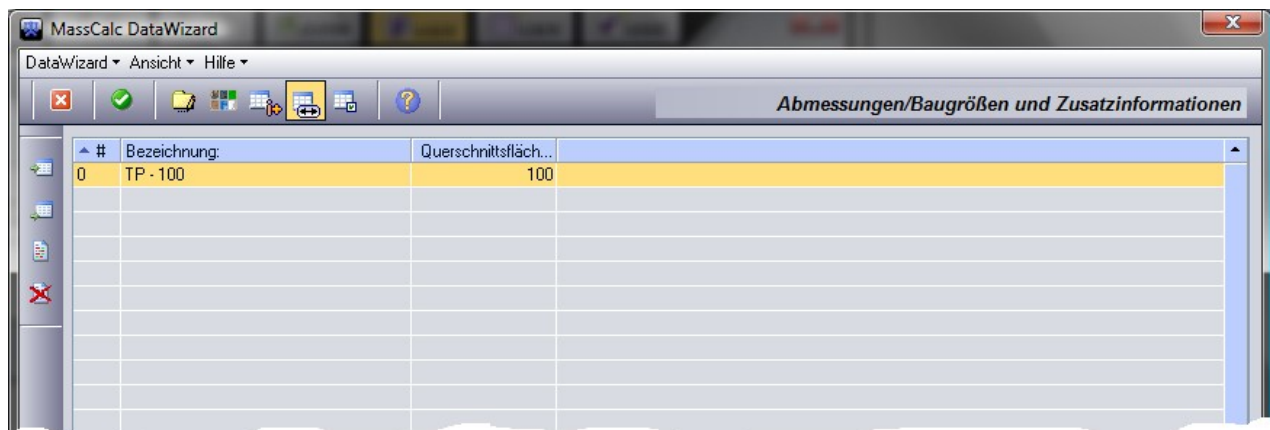 MassCalc DataWizard
DataWizard Ansicht Hilfe
Abmessungen/Baugrößen und Zusatzinformationen
# Bezeichnung: Querschnittsfläch...
0 TP - 100 100